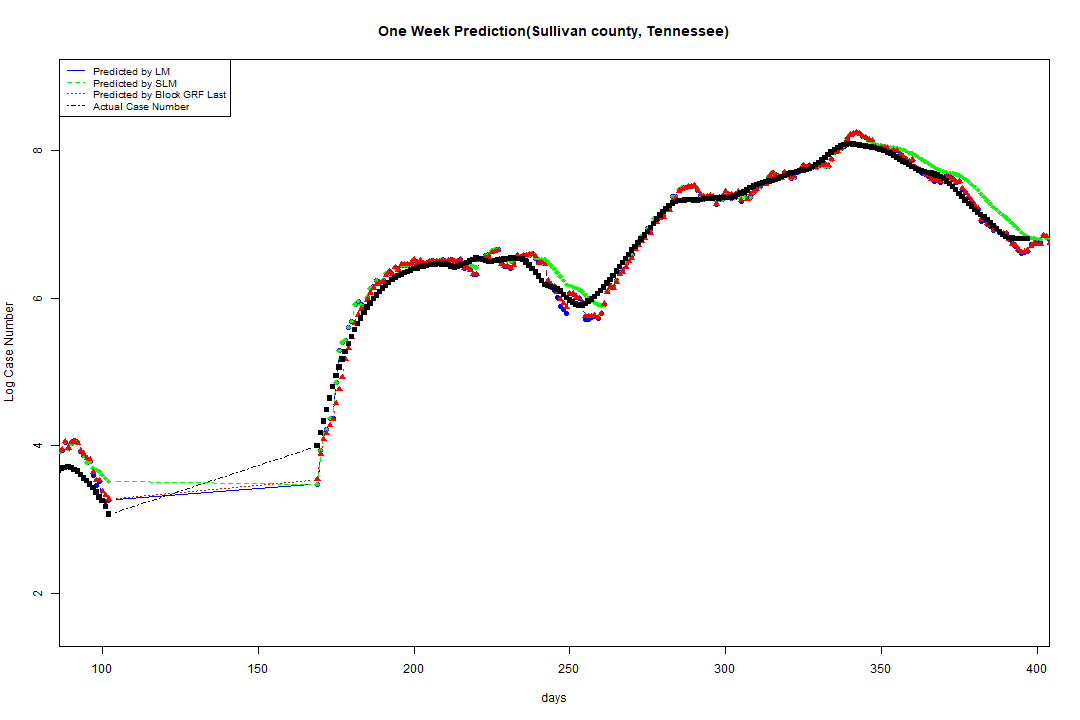 One Week Prediction(Sullivan county, Tennessee)
Predicted by LM
Predicted by SLM
Predicted by Block GRF Last
Actual Case Number
8
6
4
2
Log Case Number
100 150 200 250 300 350 400
days